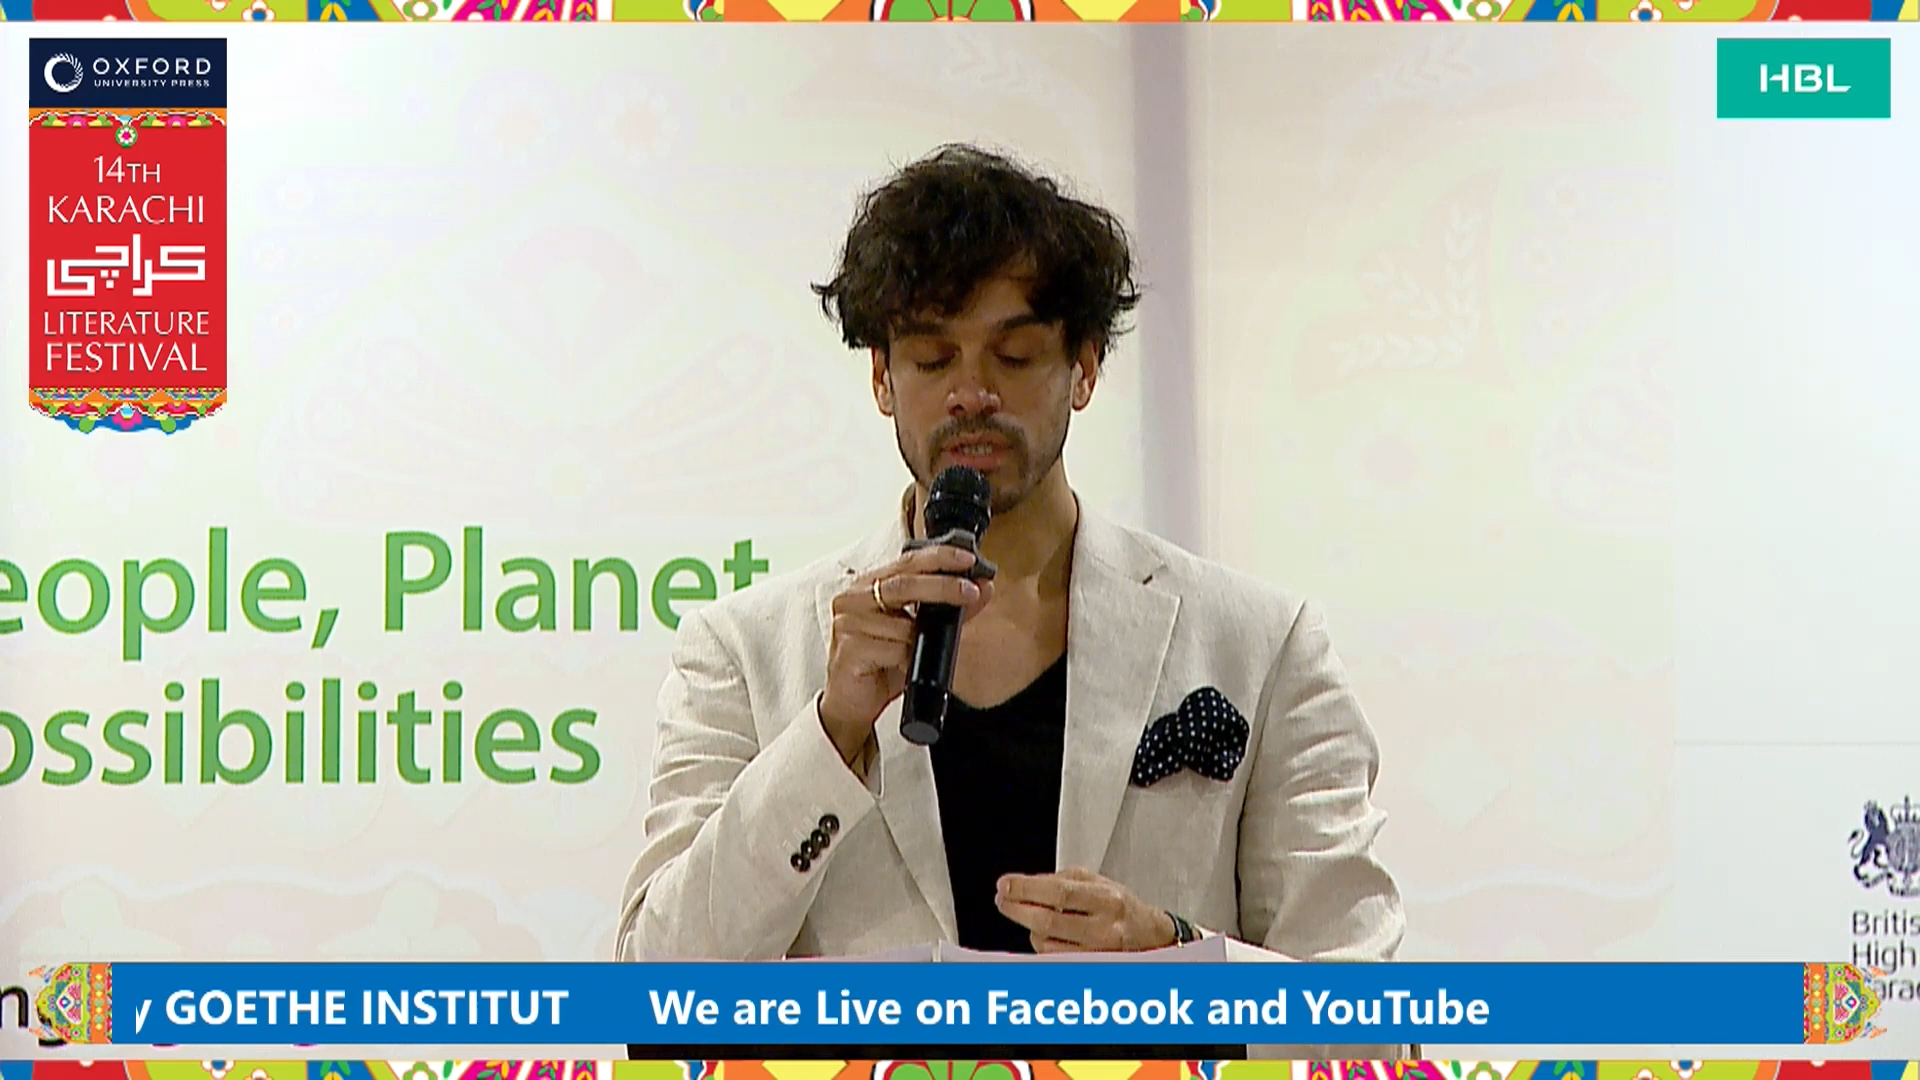 OXFORD
UNIVERSITY PRESS
14TH
KARACHI
کراچی
LITERATURE
FESTIVAL
HBL
eople, Planet
ossibilities
Britis
High
y GOETHE INSTITUT We are Live on Facebook and YouTube